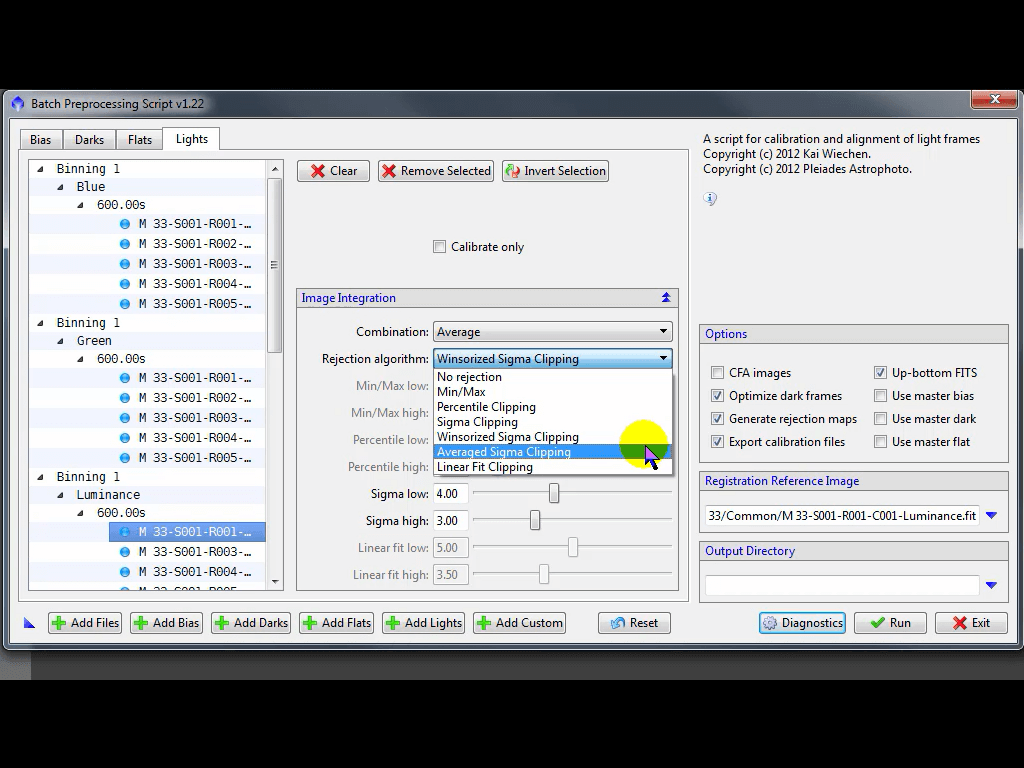 Batch Preprocessing Script v1.22
Bias Darks Flats Lights
Binning 1
Blue
600.00s
M 33-S001-R001-...
M 33-S001-R002-...
M 33-S001-R003-...
M 33-S001-R004-...
M 33-S001-R005-...
Binning 1
Green
600.00s
M 33-S001-R001-...
M 33-S001-R002-...
M 33-S001-R003-...
M 33-S001-R004-...
M 33-S001-R005-...
Binning 1
Luminance
600.00s
M 33-S001-R001-...
M 33-S001-R003-...
M 33-S001-R004-...
Clear Remove Selected Invert Selection
Calibrate only
Image Integration
Combination: Average
Rejection algorithm: Winsorized Sigma Clipping
No rejection
Min/Max
Percentile Clipping
Sigma Clipping
Winsorized Sigma Clipping
Averaged Sigma Clipping
Linear Fit Clipping
Min/Max low:
Min/Max high:
Percentile low:
Percentile high:
Sigma low: 4.00
Sigma high: 3.00
Linear fit low: 5.00
Linear fit high: 3.50
A script for calibration and alignment of light frames
Copyright (c) 2012 Kai Wiechen.
Copyright (c) 2012 Pleiades Astrophoto.
Options
CFA images Up-bottom FITS
Optimize dark frames Use master bias
Generate rejection maps Use master dark
Export calibration files Use master flat
Registration Reference Image
33/Common/M 33-S001-R001-C001-Luminance.fit
Output Directory
Add Files Add Bias Add Darks Add Flats Add Lights Add Custom Reset Diagnostics Run Exit